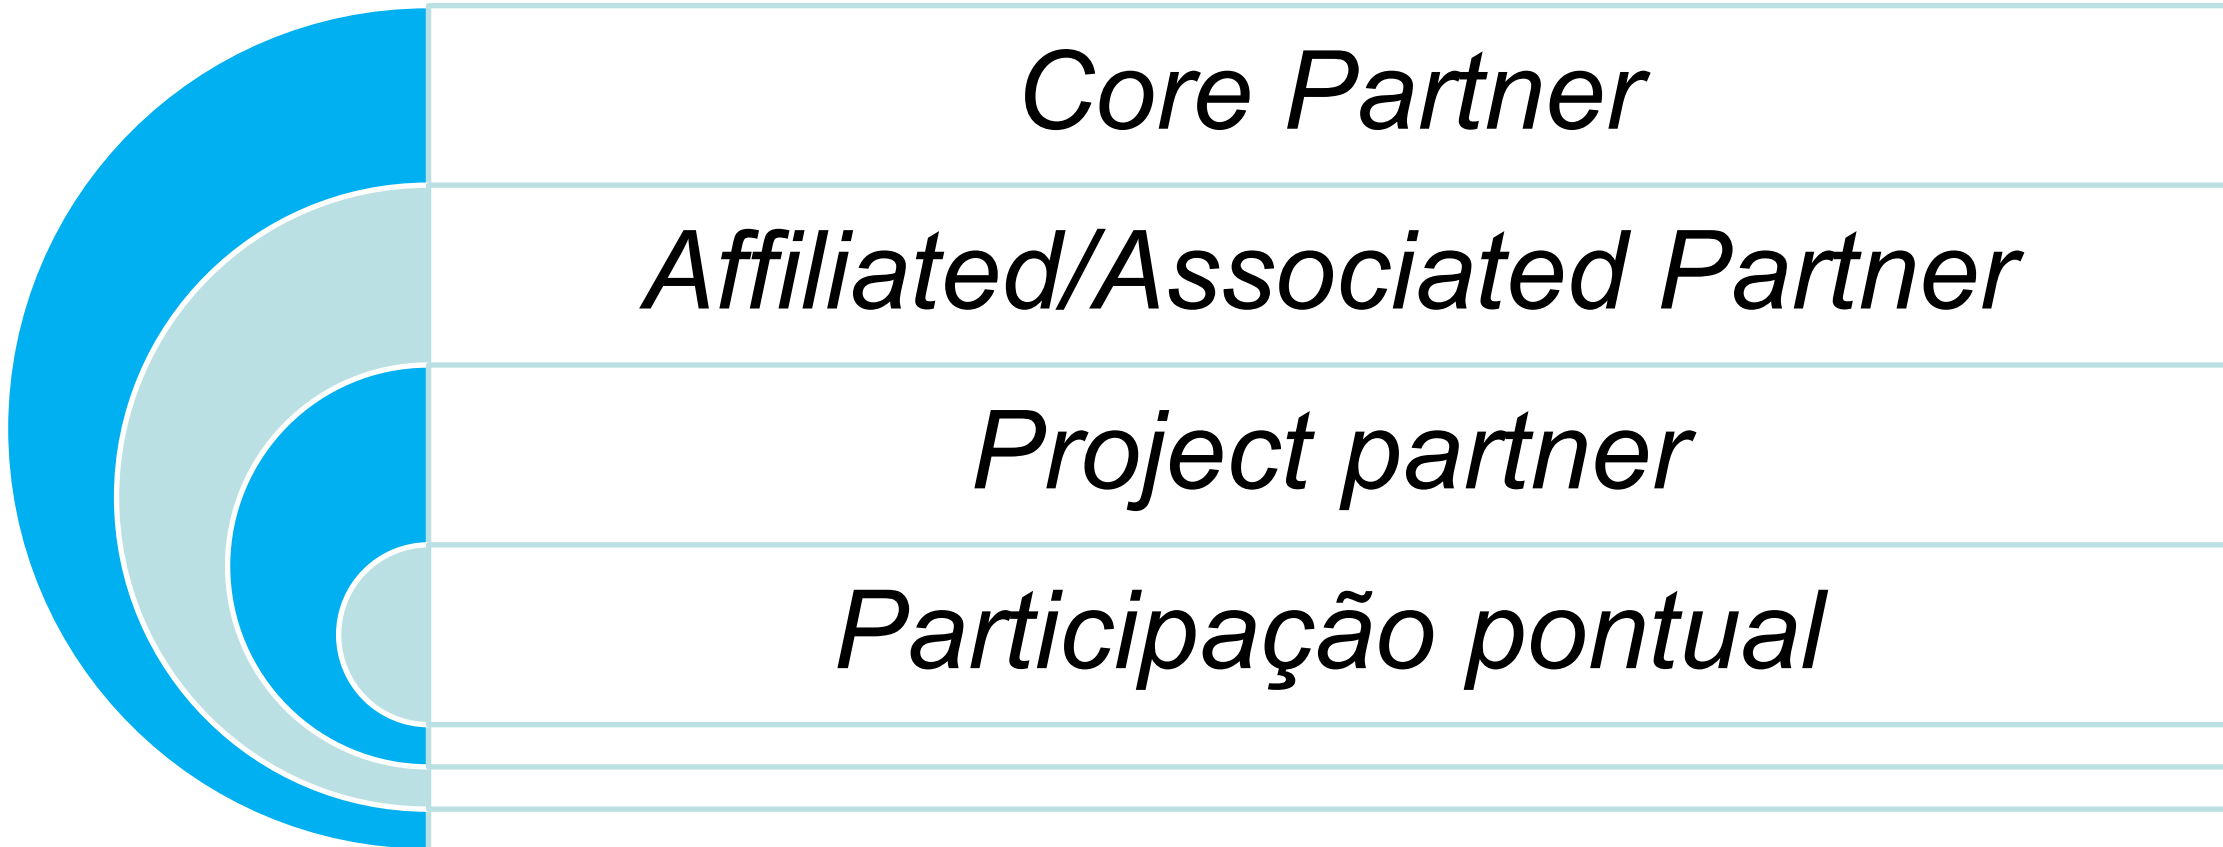 Core Partner
Affiliated/Associated Partner
Project partner
Participação pontual